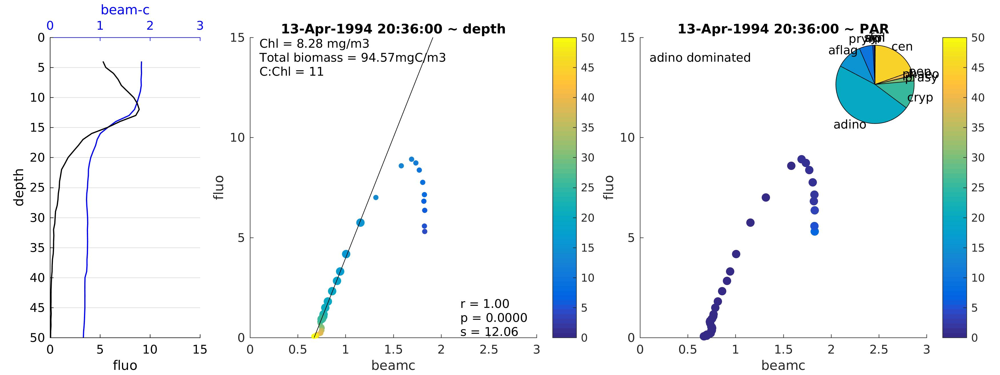 beam-c
0 1 2 3
0
5
10
15
20
25
30
35
40
45
50
depth
0 5 10 15
fluo
13-Apr-1994 20:36:00 ~ depth
Chl = 8.28 mg/m3
Total biomass = 94.57mgC/m3
C:Chl = 11
15
10
5
0
fluo
r = 1.00
p = 0.0000
s = 12.06
0 0.5 1 1.5 2 2.5 3
beamc
50
45
40
35
30
25
20
15
10
5
0
13-Apr-1994 20:36:00 ~ PAR
adino dominated
15
10
5
0
fluo
cen
aflag
prasy
cryp
adino
0 0.5 1 1.5 2 2.5 3
beamc
50
45
40
35
30
25
20
15
10
5
0